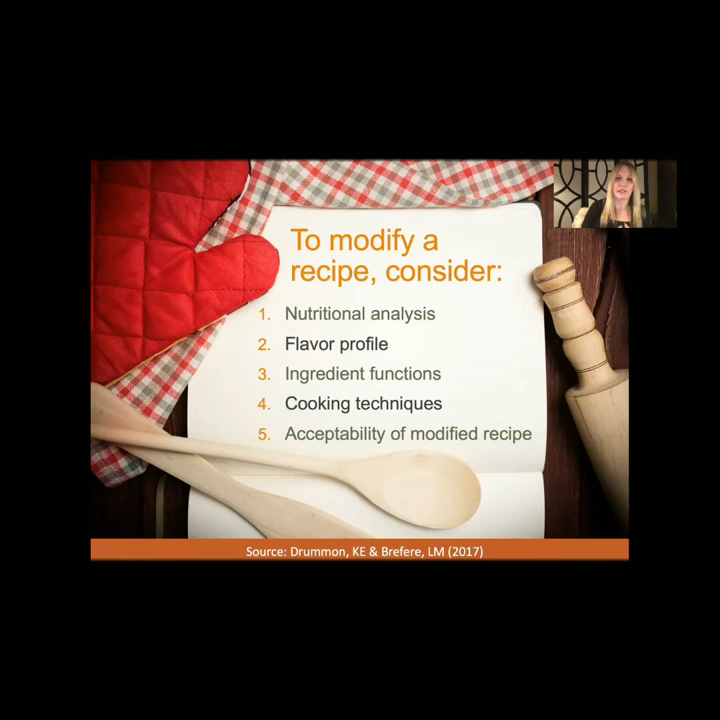 To modify a
recipe, consider:
1. Nutritional analysis
2. Flavor profile
3. Ingredient functions
4. Cooking techniques
5. Acceptability of modified recipe
Source: Drummon, KE & Brefere, LM (2017)